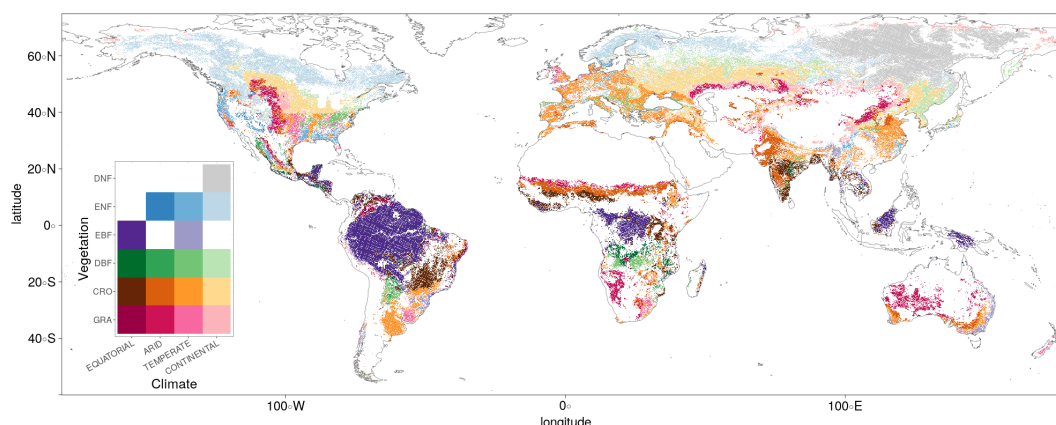 60°N
40°N
20°N
0°
20°S
40°S
latitude
DNF
ENF
EBF
DBF
CRO
GRA
Vegetation
EQUATORIAL
ARID
TEMPERATE
CONTINENTAL
Climate
100°W
0°
100°E
longitude